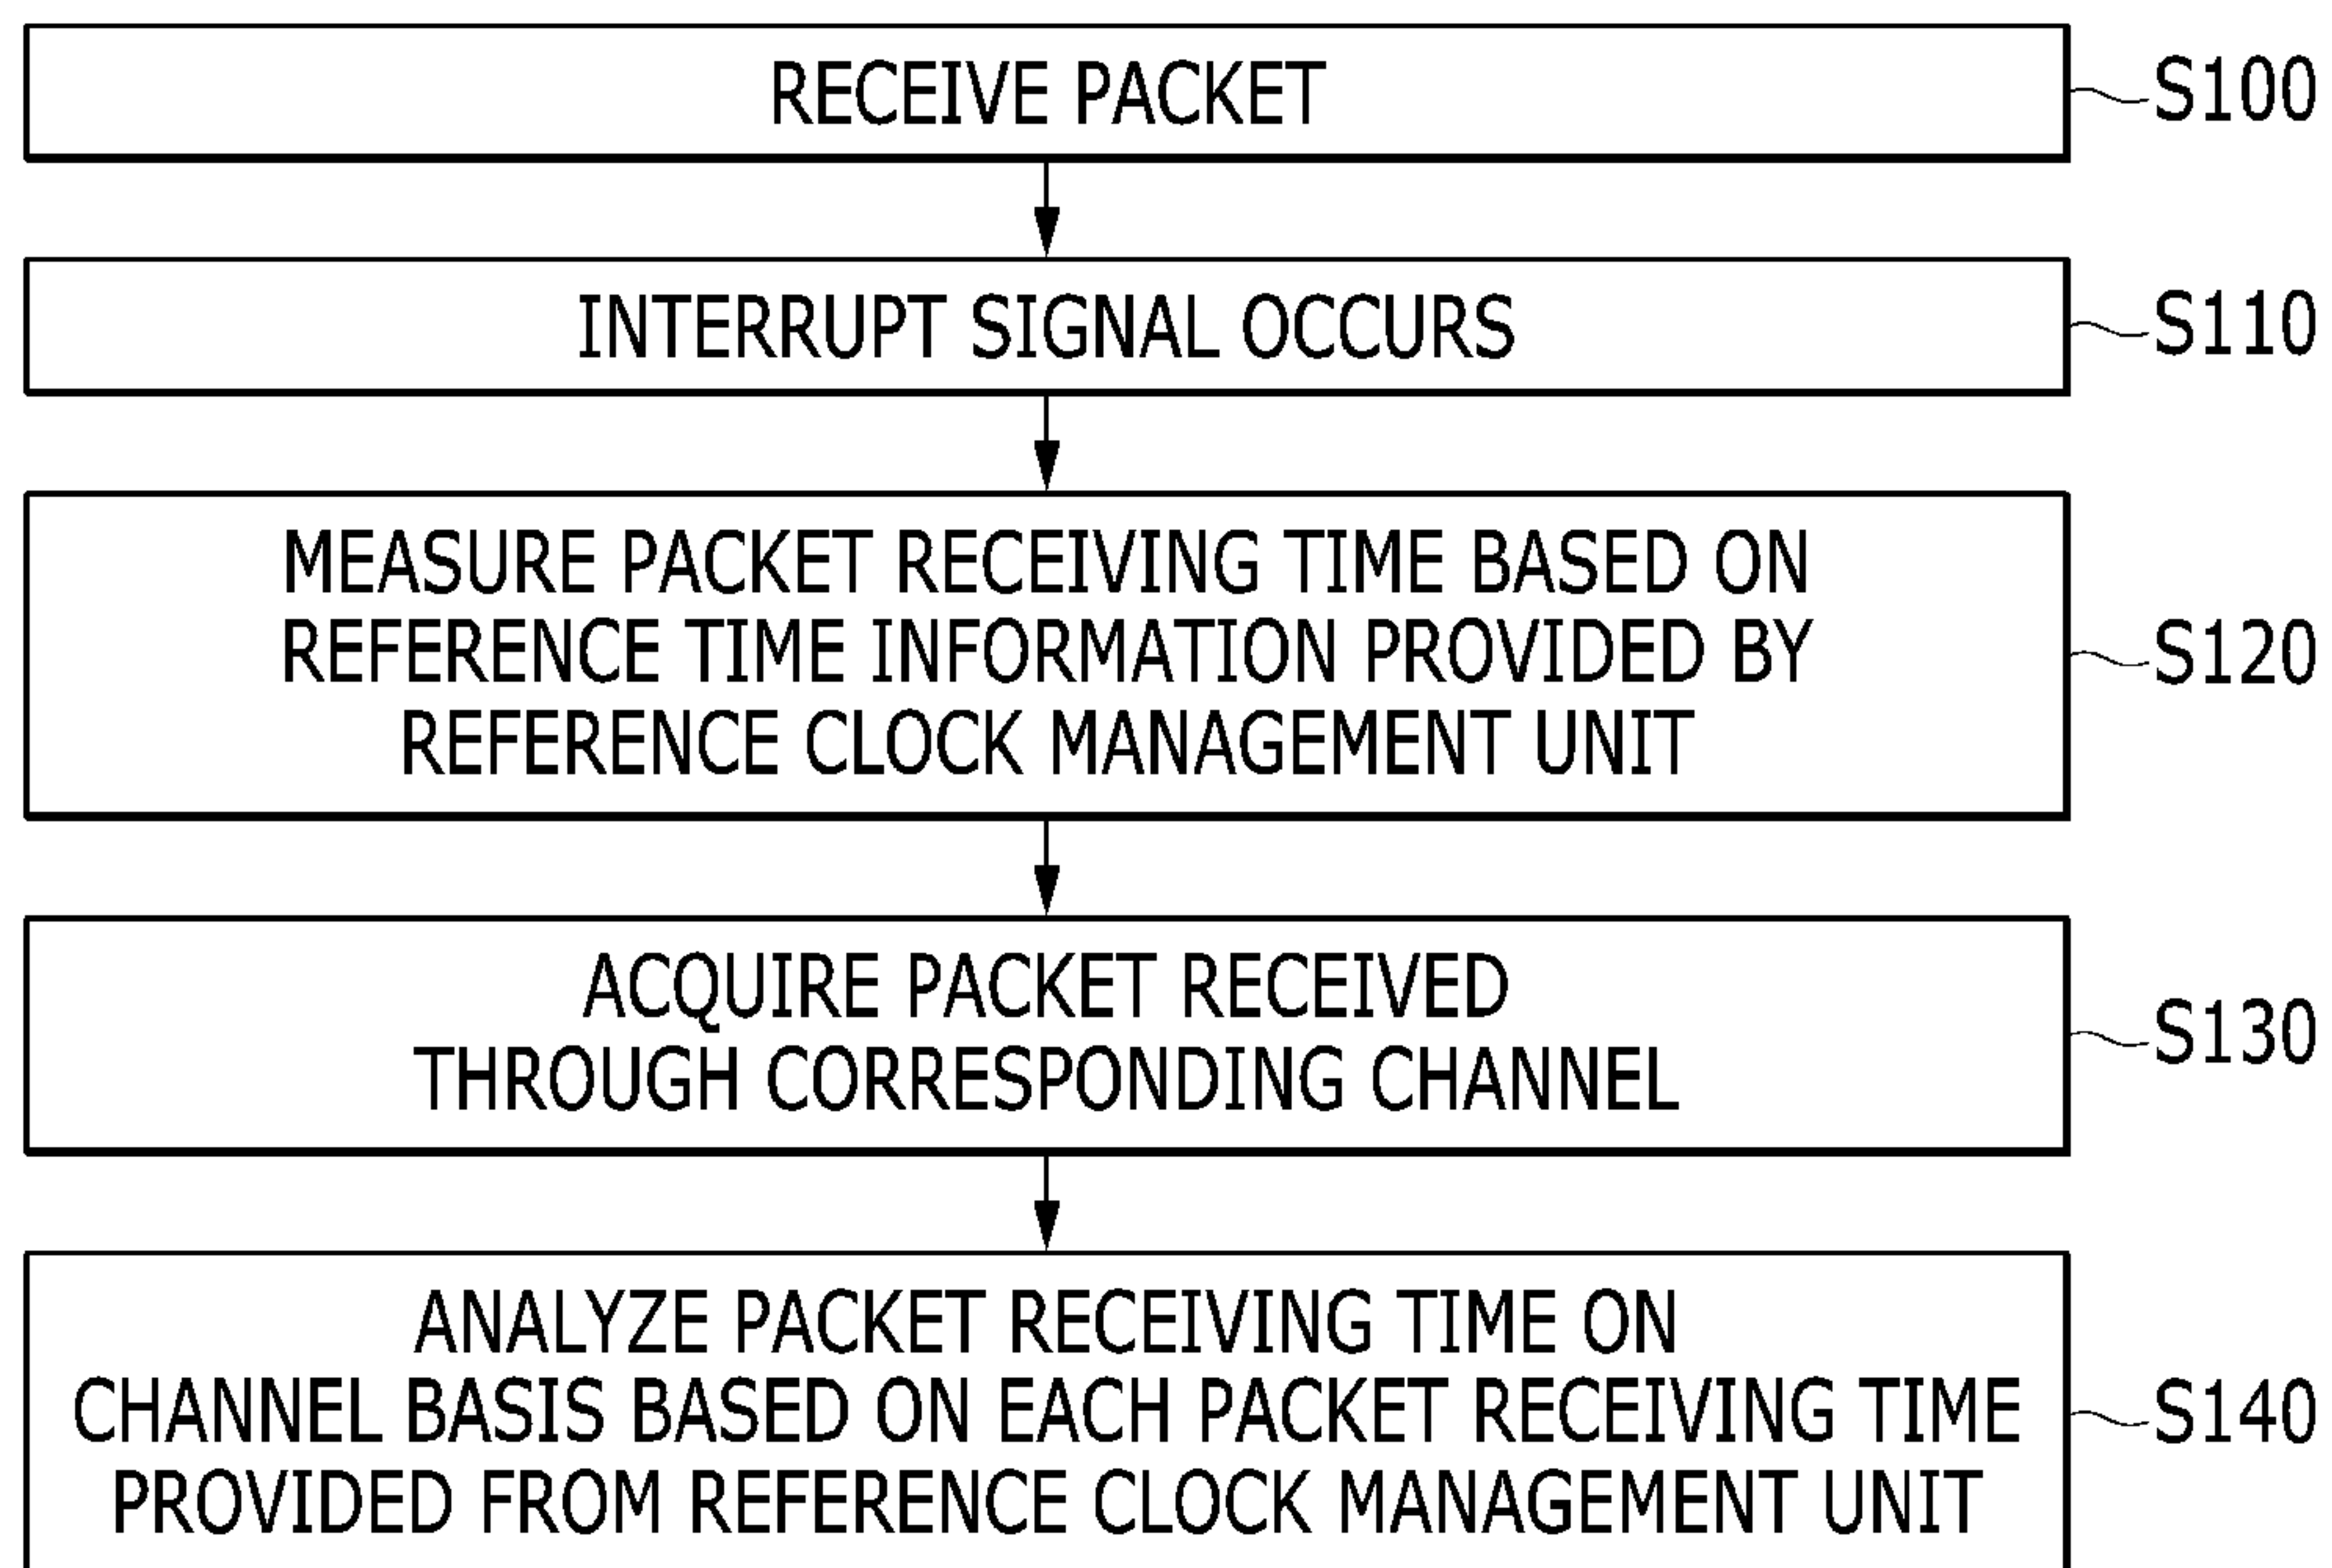 RECEIVE PACKET
S100
INTERRUPT SIGNAL OCCURS
S110
MEASURE PACKET RECEIVING TIME BASED ON
REFERENCE TIME INFORMATION PROVIDED BY
REFERENCE CLOCK MANAGEMENT UNIT
S120
ACQUIRE PACKET RECEIVED
THROUGH CORRESPONDING CHANNEL
S130
ANALYZE PACKET RECEIVING TIME ON
CHANNEL BASIS BASED ON EACH PACKET RECEIVING TIME
PROVIDED FROM REFERENCE CLOCK MANAGEMENT UNIT
S140